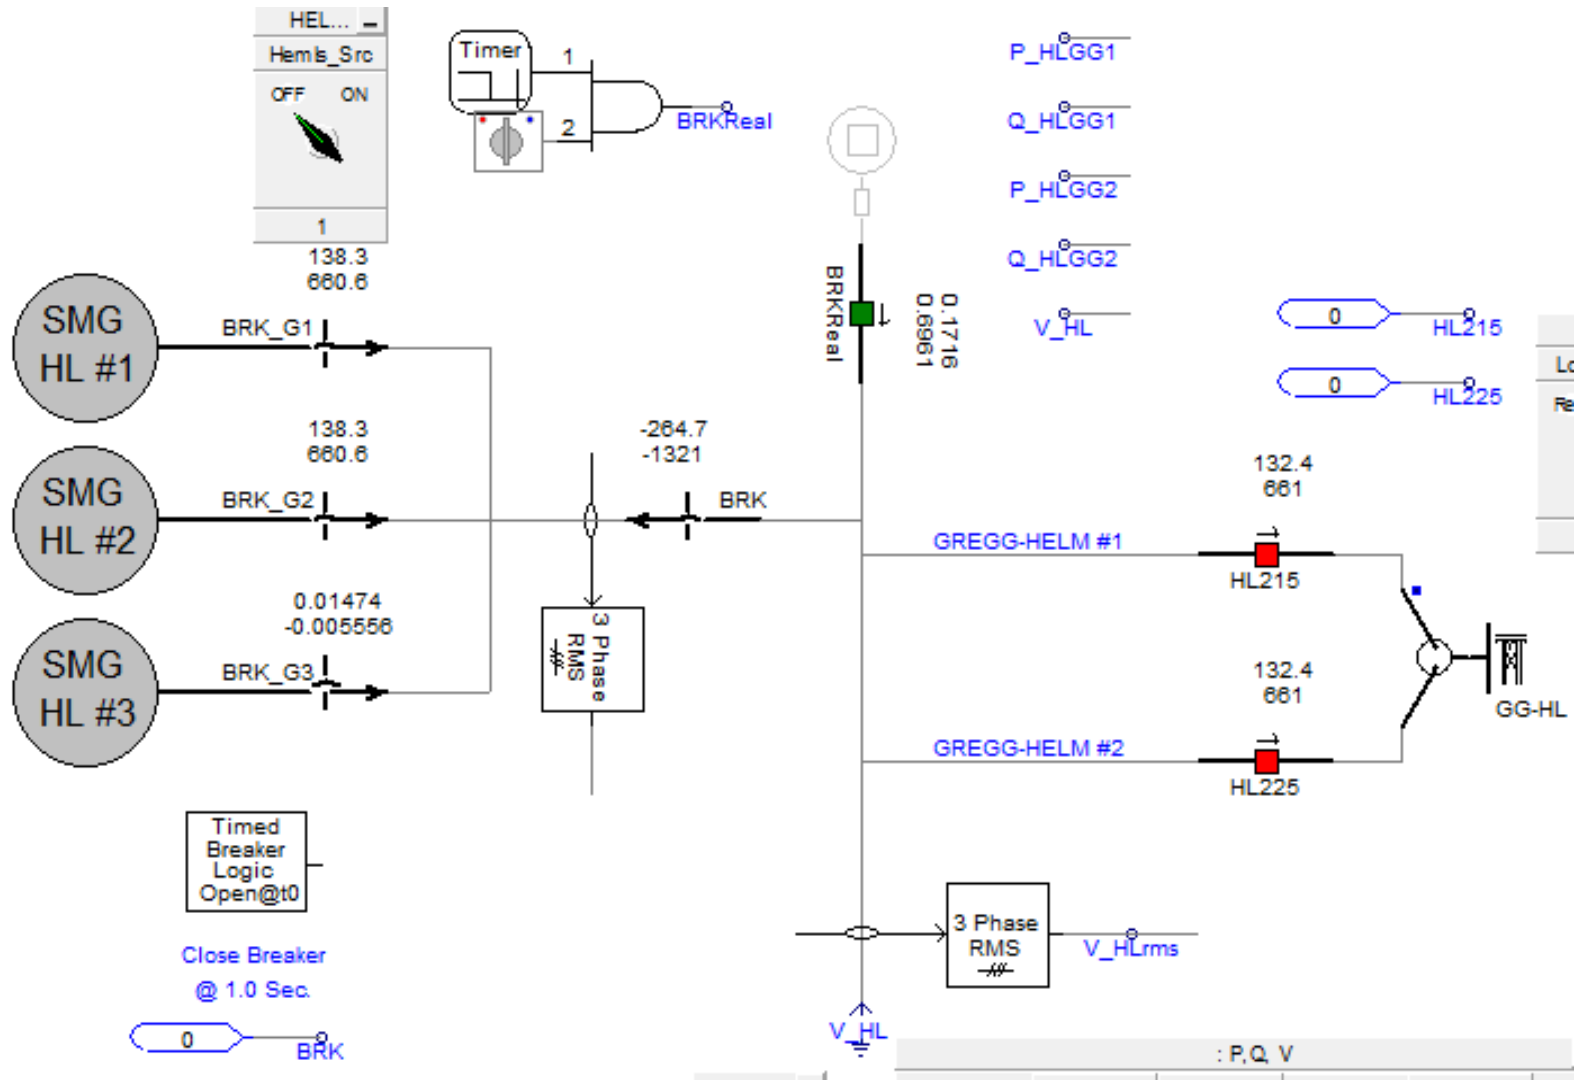 HEL...
Hemls_Src
OFF ON
1
Timer
1
2
BRKReal
P_HLGG1
Q_HLGG1
P_HLGG2
Q_HLGG2
V_HL
0
HL215
0
HL225
Lo
Re
138.3
660.6
SMG
HL #1
BRK_G1
BRKReal
0.1716
0.6961
138.3
660.6
SMG
HL #2
BRK_G2
-264.7
-1321
BRK
0.01474
-0.005556
SMG
HL #3
BRK_G3
3 Phase
RMS
132.4
661
GREGG-HELM #1
HL215
132.4
661
GREGG-HELM #2
HL225
GG-HL
Timed
Breaker
Logic
Open@t0
Close Breaker
@ 1.0 Sec.
0
BRK
3 Phase
RMS
V_HLrms
V_HL
: P,Q, V